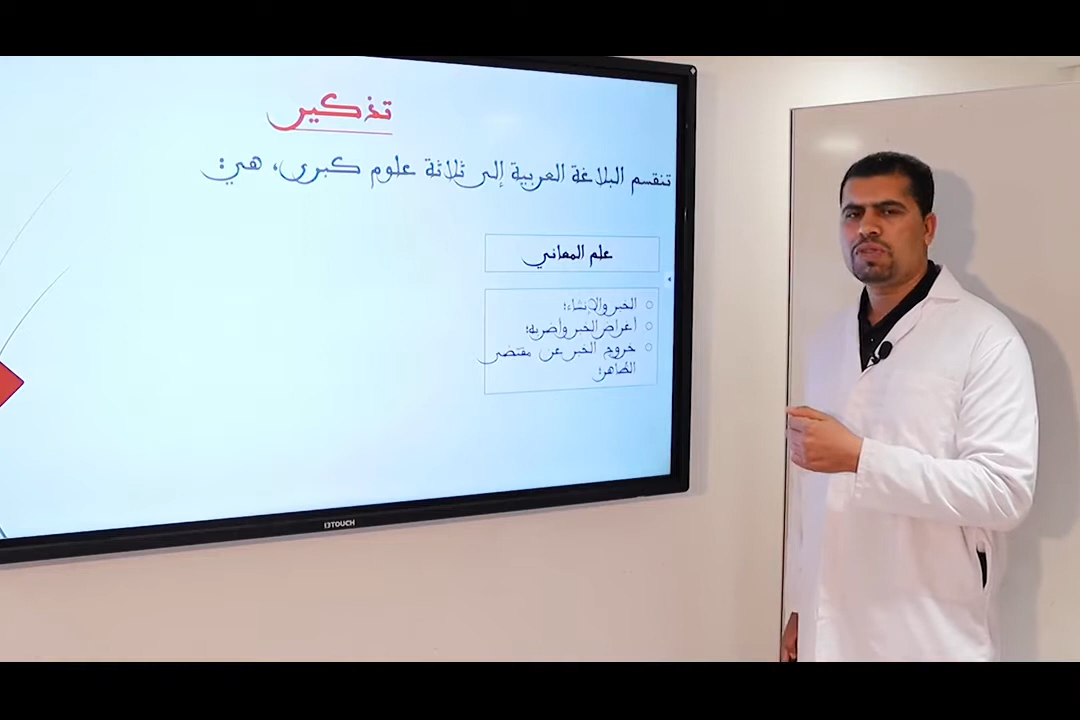 تذكير
تنقسم البلاغة العربية إلى ثلاثة علوم كبرى، هي:
علم المعاني
الخبر والإنشاء؛
أغراض الخبر وأضربه؛
خروج الخبر عن مقتضى
الظاهر؛
i3TOUCH